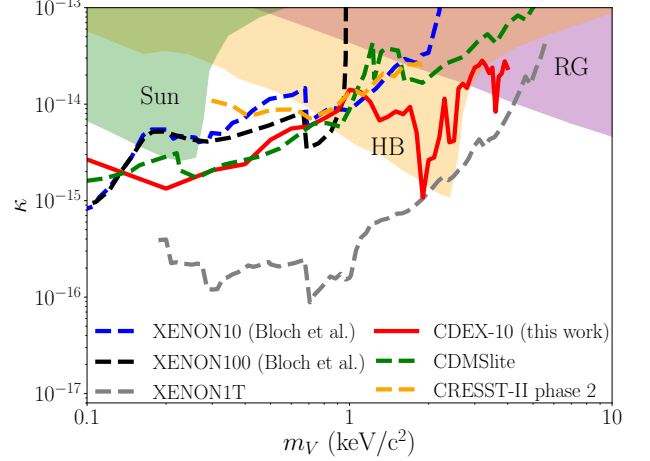 10⁻¹³
10⁻¹⁴
10⁻¹⁵
10⁻¹⁶
10⁻¹⁷
κ
Sun
HB
RG
XENON10 (Bloch et al.)
XENON100 (Bloch et al.)
XENON1T
CDEX-10 (this work)
CDMSlite
CRESST-II phase 2
0.1
1
10
m_V (keV/c²)